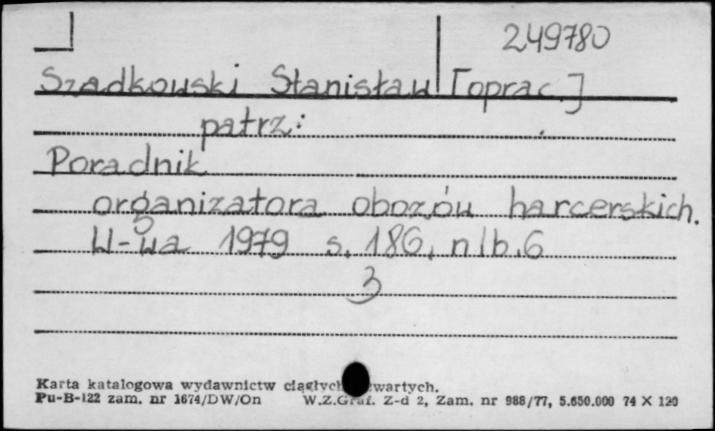 249780
Szadkowski Stanisław [oprac.]
patrz:
Poradnik
organizatora obozów harcerskich.
W-wa 1979 s. 186, nlb. 6
3
Karta katalogowa wydawnictw ciągłych wartych.
Pu-B-122 zam. nr 1674/DW/On W.Z.Graf. Z-d 2, Zam. nr 988/77, 5.650.000 74 X 120